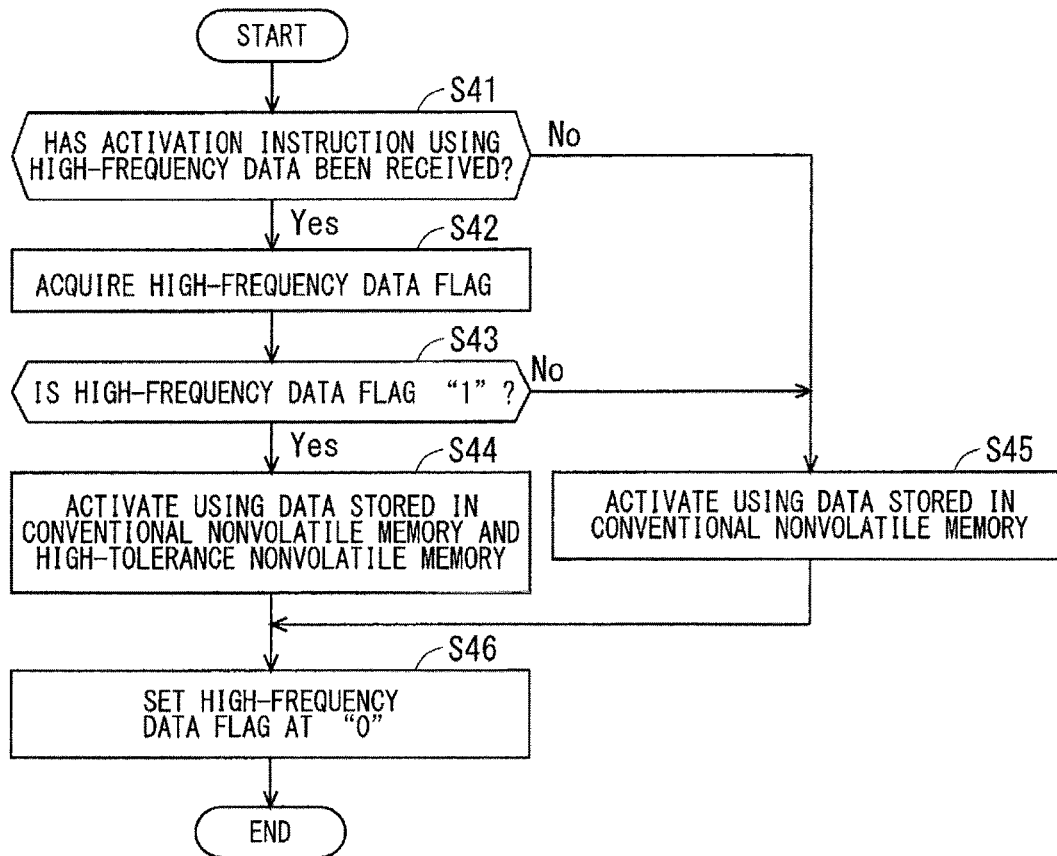 START
S41
HAS ACTIVATION INSTRUCTION USING
HIGH-FREQUENCY DATA BEEN RECEIVED?
No
Yes
S42
ACQUIRE HIGH-FREQUENCY DATA FLAG
S43
IS HIGH-FREQUENCY DATA FLAG “1” ?
No
Yes
S44
ACTIVATE USING DATA STORED IN
CONVENTIONAL NONVOLATILE MEMORY AND
HIGH-TOLERANCE NONVOLATILE MEMORY
S45
ACTIVATE USING DATA STORED IN
CONVENTIONAL NONVOLATILE MEMORY
S46
SET HIGH-FREQUENCY
DATA FLAG AT “0”
END